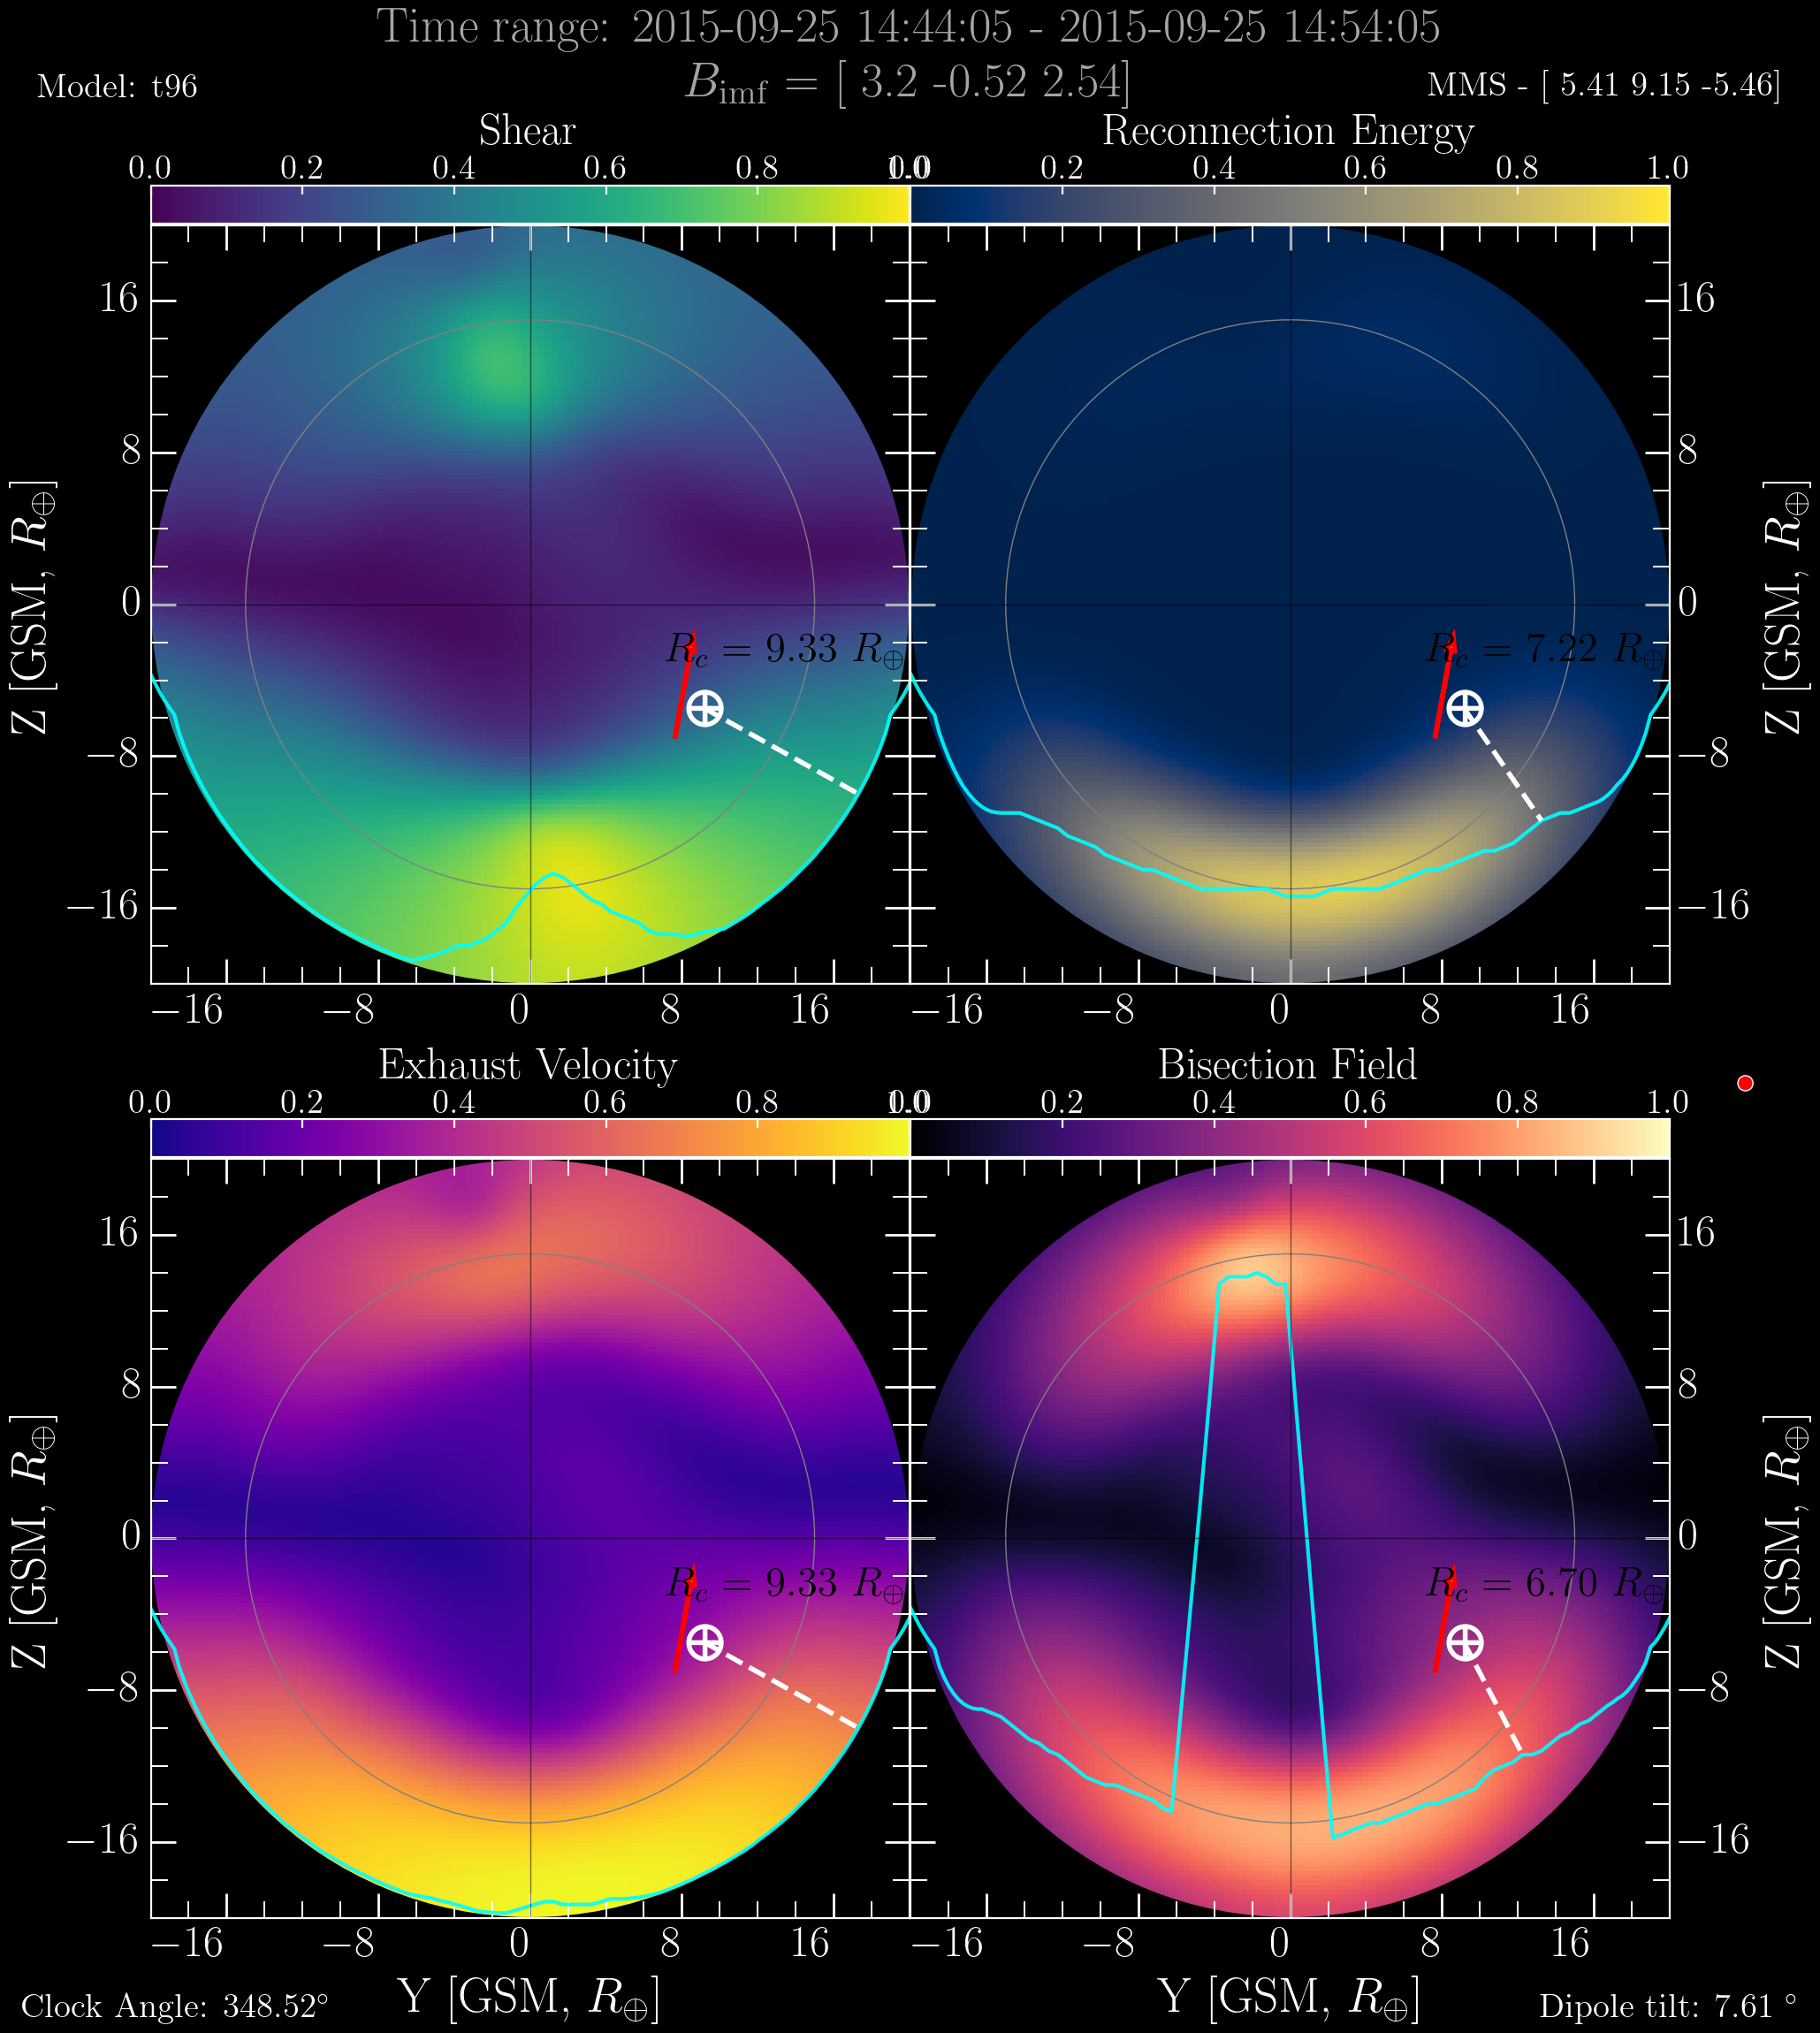 Time range: 2015-09-25 14:44:05 - 2015-09-25 14:54:05
Model: t96
B_imf = [ 3.2 -0.52 2.54]
MMS - [ 5.41 9.15 -5.46]
Shear
Reconnection Energy
0.0 0.2 0.4 0.6 0.8 1.0
0.0 0.2 0.4 0.6 0.8 1.0
16 16
8 8
0 0
−8 −8
−16 −16
Z [GSM, R⊕]
Z [GSM, R⊕]
R_c = 9.33 R⊕
R_c = 7.22 R⊕
−16 −8 0 8 16
−16 −8 0 8 16
Exhaust Velocity
Bisection Field
0.0 0.2 0.4 0.6 0.8 1.0
0.0 0.2 0.4 0.6 0.8 1.0
16 16
8 8
0 0
−8 −8
−16 −16
Z [GSM, R⊕]
Z [GSM, R⊕]
R_c = 9.33 R⊕
R_c = 6.70 R⊕
−16 −8 0 8 16
−16 −8 0 8 16
Y [GSM, R⊕]
Y [GSM, R⊕]
Clock Angle: 348.52°
Dipole tilt: 7.61 °